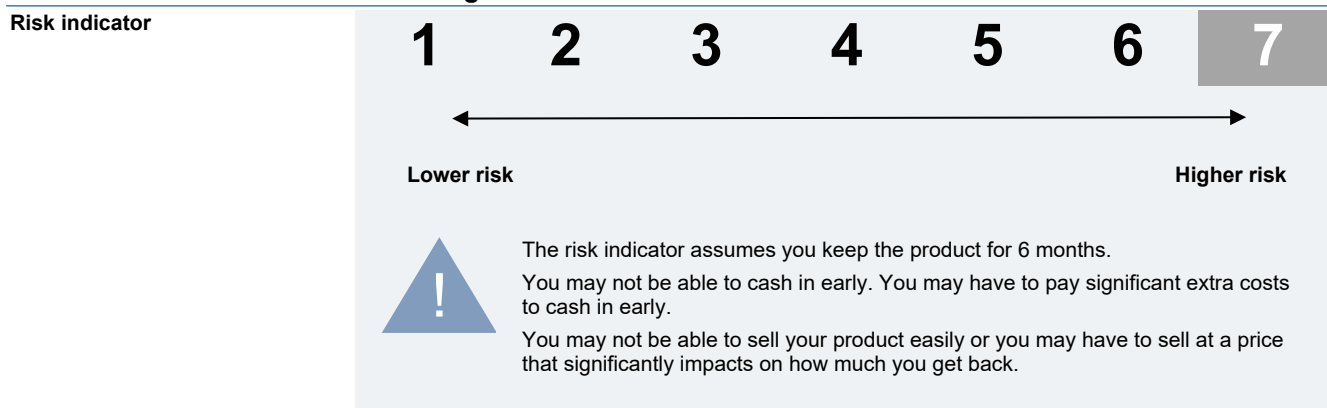 Risk indicator
1 2 3 4 5 6 7
Lower risk Higher risk
!
The risk indicator assumes you keep the product for 6 months.
You may not be able to cash in early. You may have to pay significant extra costs
to cash in early.
You may not be able to sell your product easily or you may have to sell at a price
that significantly impacts on how much you get back.